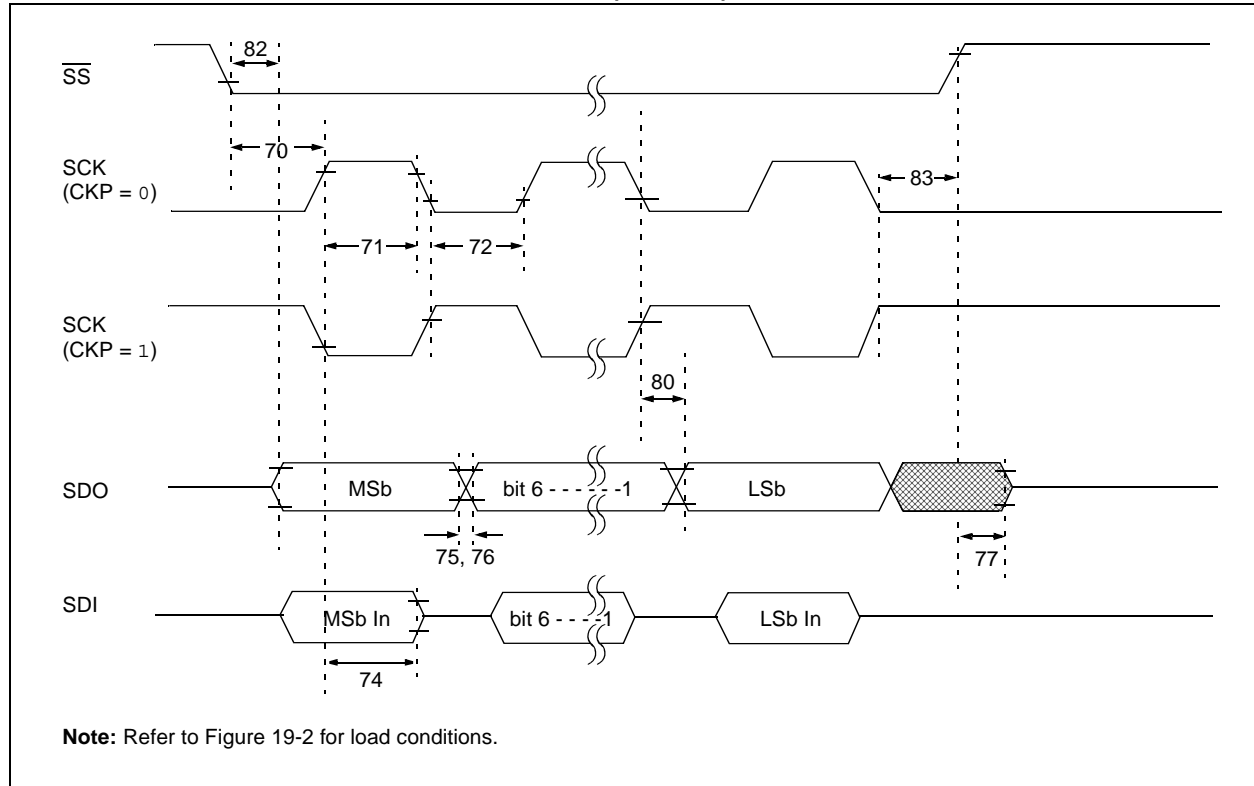 82
SS
70
SCK
(CKP = 0)
83
71
72
SCK
(CKP = 1)
80
SDO
MSb
bit 6 - - - - - -1
LSb
75, 76
77
SDI
MSb In
bit 6 - - - -1
LSb In
74
Note: Refer to Figure 19-2 for load conditions.